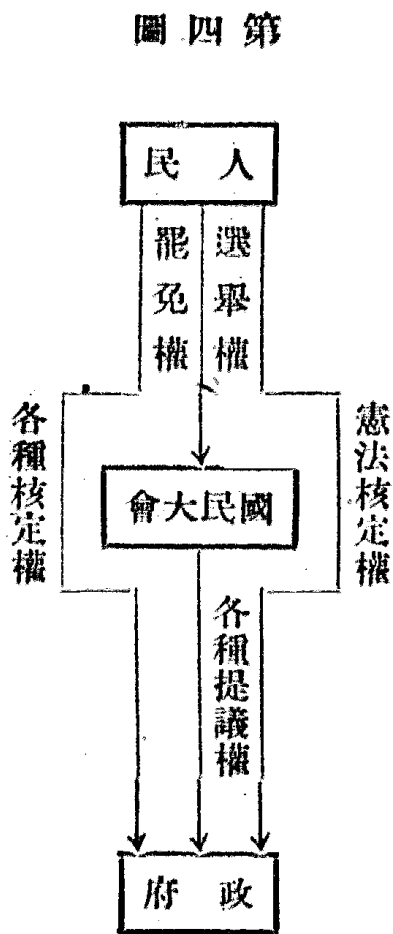 第四圖
人民
選舉權
罷免權
國民大會
憲法核定權
各種核定權
各種提議權
政府